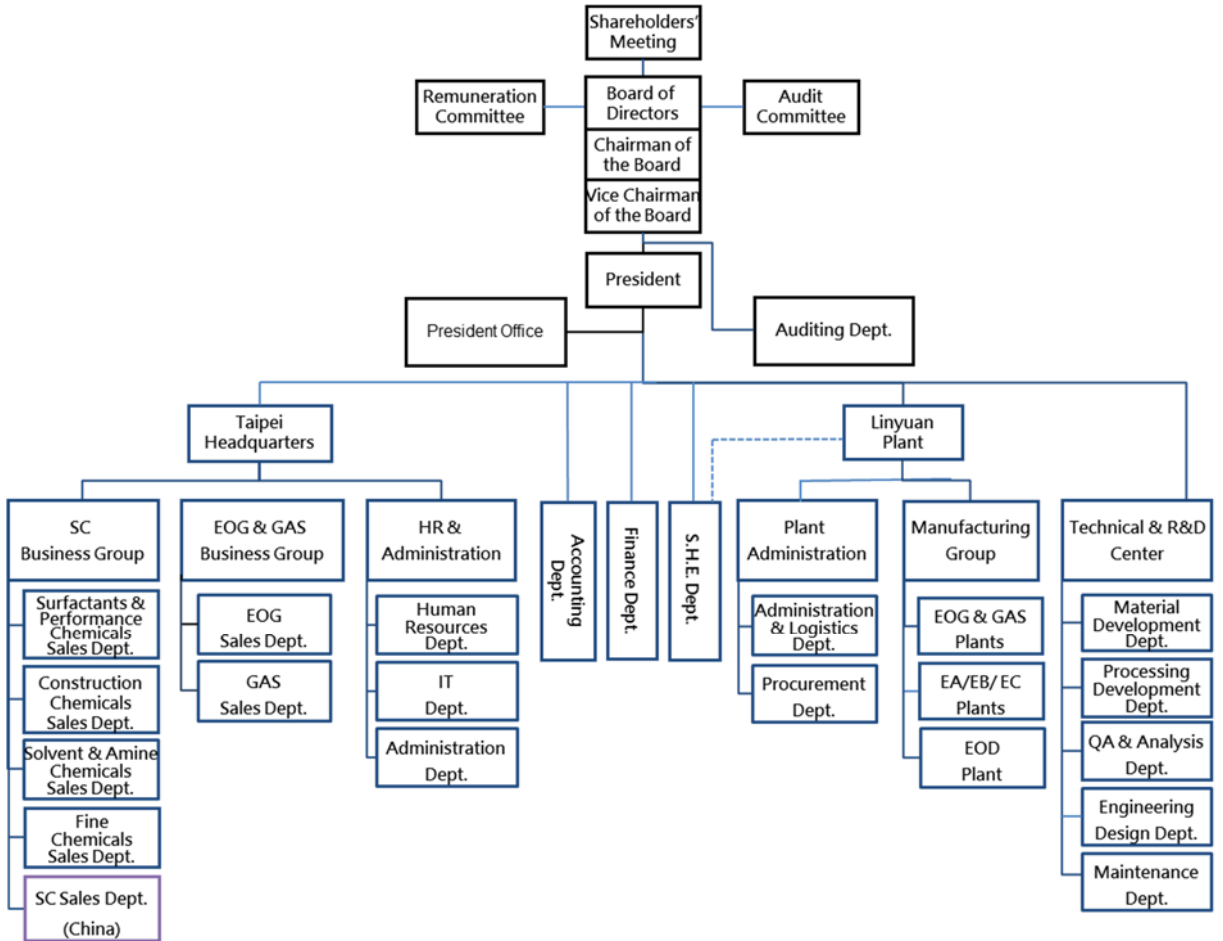 Shareholders'
Meeting
Remuneration
Committee
Board of
Directors
Audit
Committee
Chairman of
the Board
Vice Chairman
of the Board
President
President Office
Auditing Dept.
Taipei
Headquarters
Linyuan
Plant
SC
Business Group
EOG & GAS
Business Group
HR &
Administration
Accounting
Dept.
Finance Dept.
S.H.E. Dept.
Plant
Administration
Manufacturing
Group
Technical & R&D
Center
Surfactants &
Performance
Chemicals
Sales Dept.
Construction
Chemicals
Sales Dept.
Solvent & Amine
Chemicals
Sales Dept.
Fine
Chemicals
Sales Dept.
SC Sales Dept.
(China)
EOG
Sales Dept.
GAS
Sales Dept.
Human
Resources Dept.
IT
Dept.
Administration
Dept.
Administration
& Logistics Dept.
Procurement
Dept.
EOG & GAS
Plants
EA/EB/ EC
Plants
EOD
Plant
Material
Development
Dept.
Processing
Development
Dept.
QA & Analysis
Dept.
Engineering
Design Dept.
Maintenance
Dept.